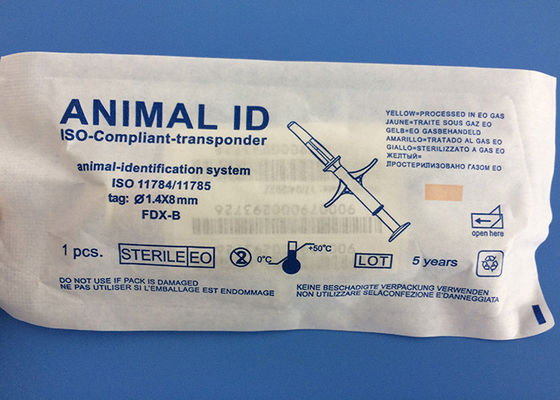 ANIMAL ID
ISO-Compliant-transponder
animal-identification system
ISO 11784/11785
tag: Ø1.4X8mm
FDX-B
YELLOW=PROCESSED IN EO GAS
JAUNE=TRAITE SOUS GAZ EO
GELB=EO GASBEHANDELD
AMARILLO=TRATADO AL GAS EO
GIALLO=STERILIZZATO A GAS EO
ЖЕЛТЫЙ=
ПРОСТЕРИЛИЗОВАНО ГАЗОМ EO
open here
1 pcs.
STERILE EO
2
0°C
+50°C
LOT
5 years
DO NOT USE IF PACK IS DAMAGED
NE PAS UTILISER SI L'EMBALLAGE EST ENDOMMAGE
KEINE BESCHADIGTE VERPACKUNG VERWENDEN
NON UTILIZZARE SELACONFEZIONE E'DANNEGGIATA